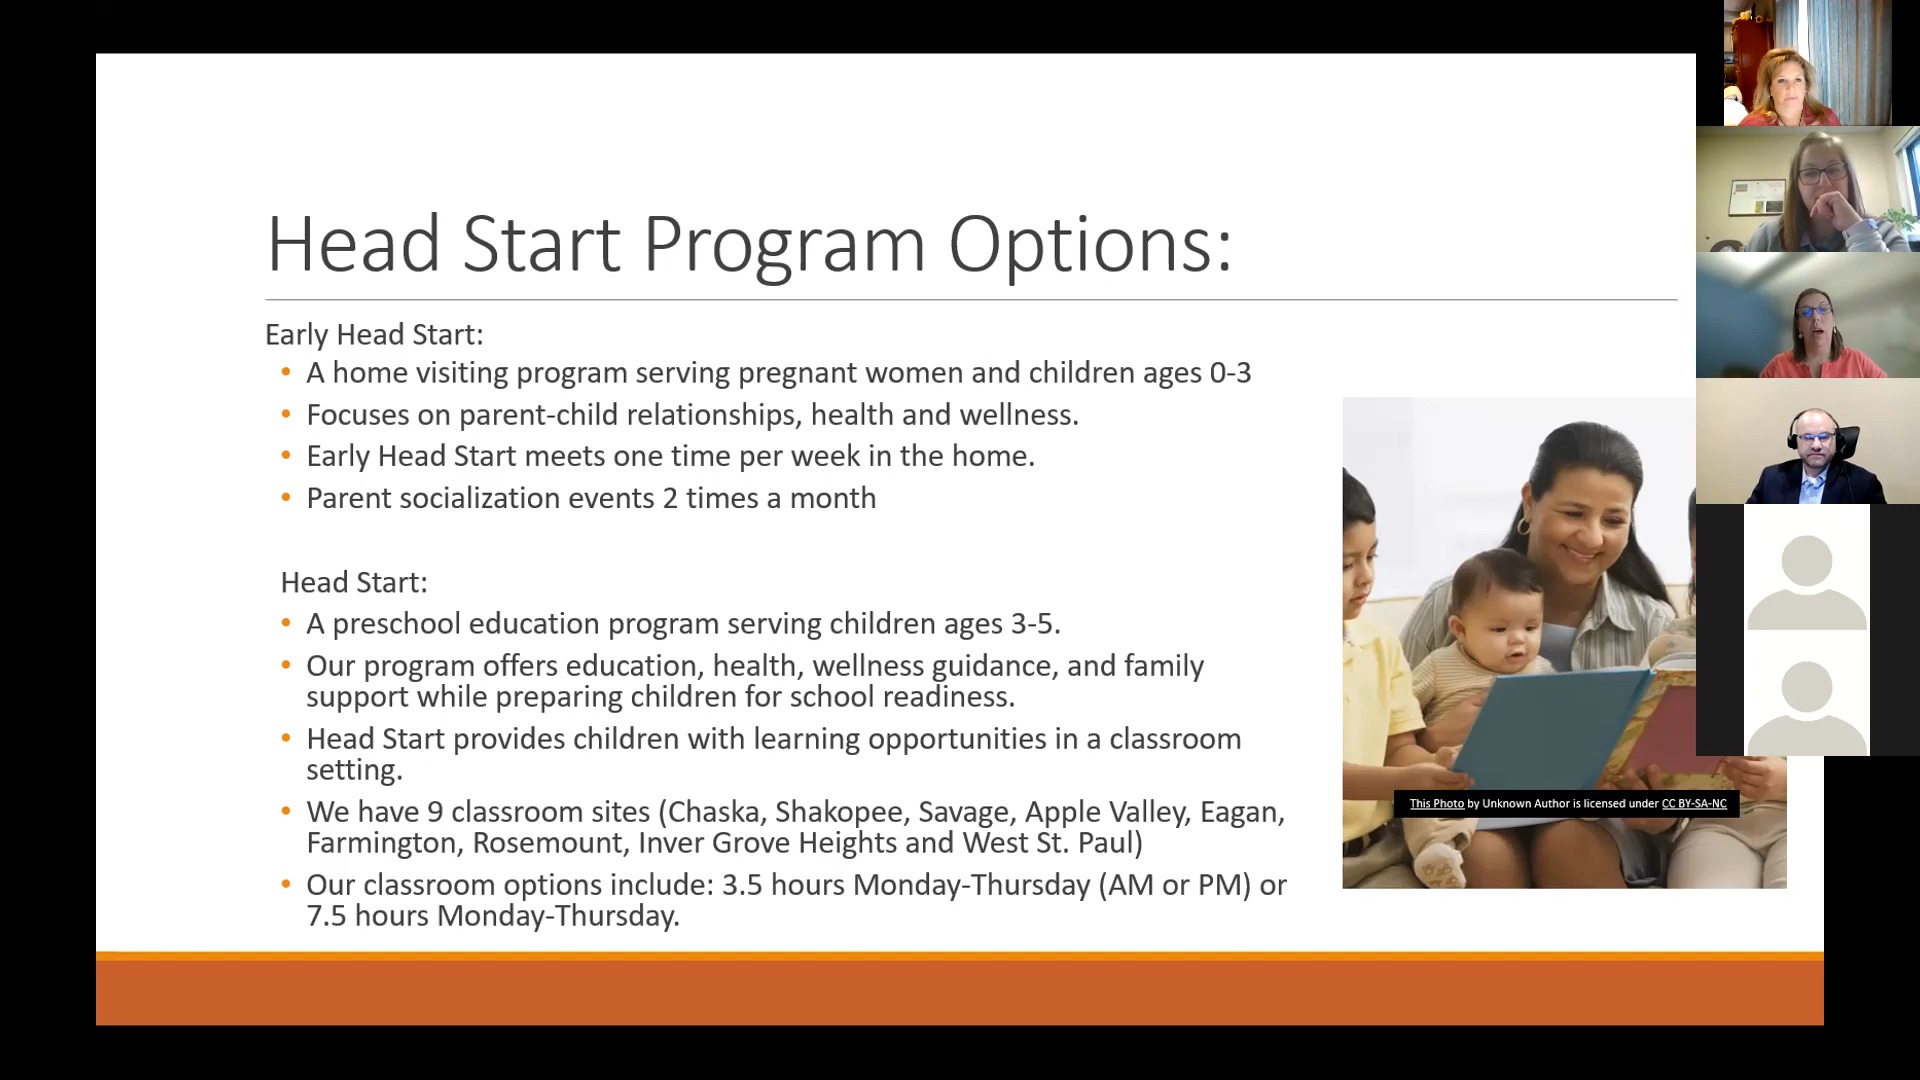 Head Start Program Options:
Early Head Start:
• A home visiting program serving pregnant women and children ages 0-3
• Focuses on parent-child relationships, health and wellness.
• Early Head Start meets one time per week in the home.
• Parent socialization events 2 times a month
Head Start:
• A preschool education program serving children ages 3-5.
• Our program offers education, health, wellness guidance, and family
support while preparing children for school readiness.
• Head Start provides children with learning opportunities in a classroom
setting.
• We have 9 classroom sites (Chaska, Shakopee, Savage, Apple Valley, Eagan,
Farmington, Rosemount, Inver Grove Heights and West St. Paul)
• Our classroom options include: 3.5 hours Monday-Thursday (AM or PM) or
7.5 hours Monday-Thursday.
This Photo by Unknown Author is licensed under CC BY-SA-NC